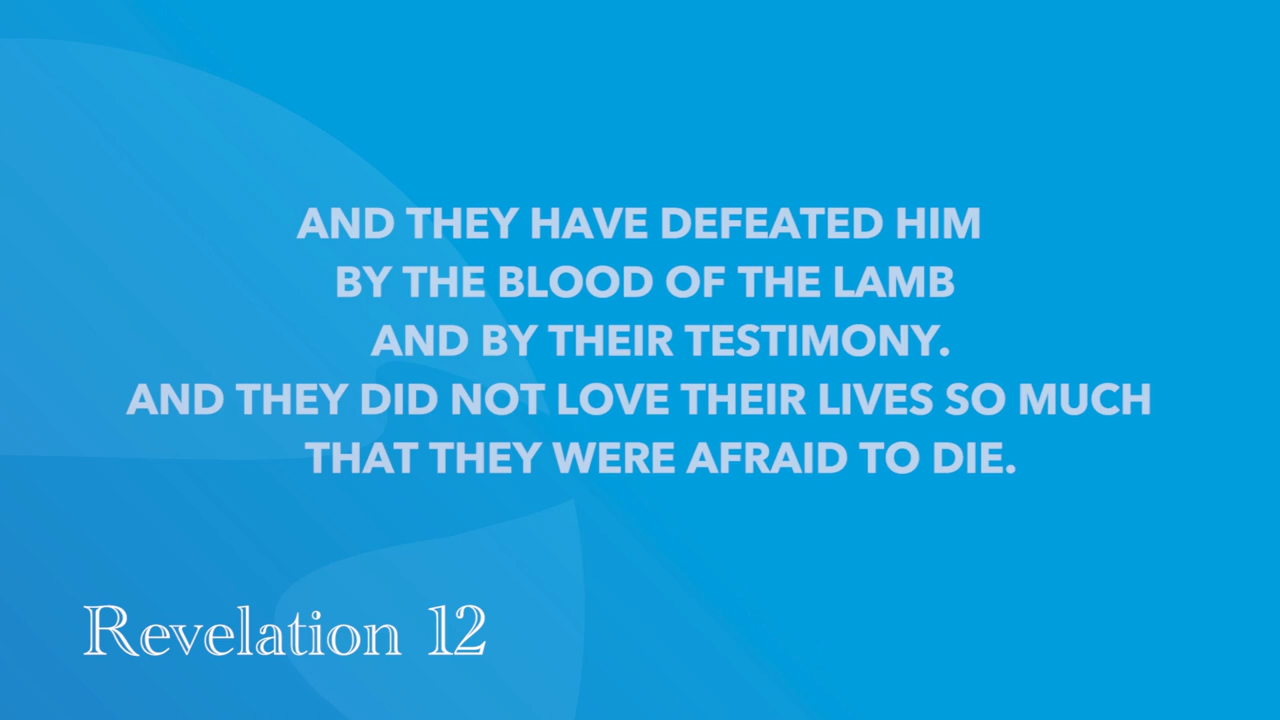 AND THEY HAVE DEFEATED HIM
BY THE BLOOD OF THE LAMB
AND BY THEIR TESTIMONY.
AND THEY DID NOT LOVE THEIR LIVES SO MUCH
THAT THEY WERE AFRAID TO DIE.
Revelation 12